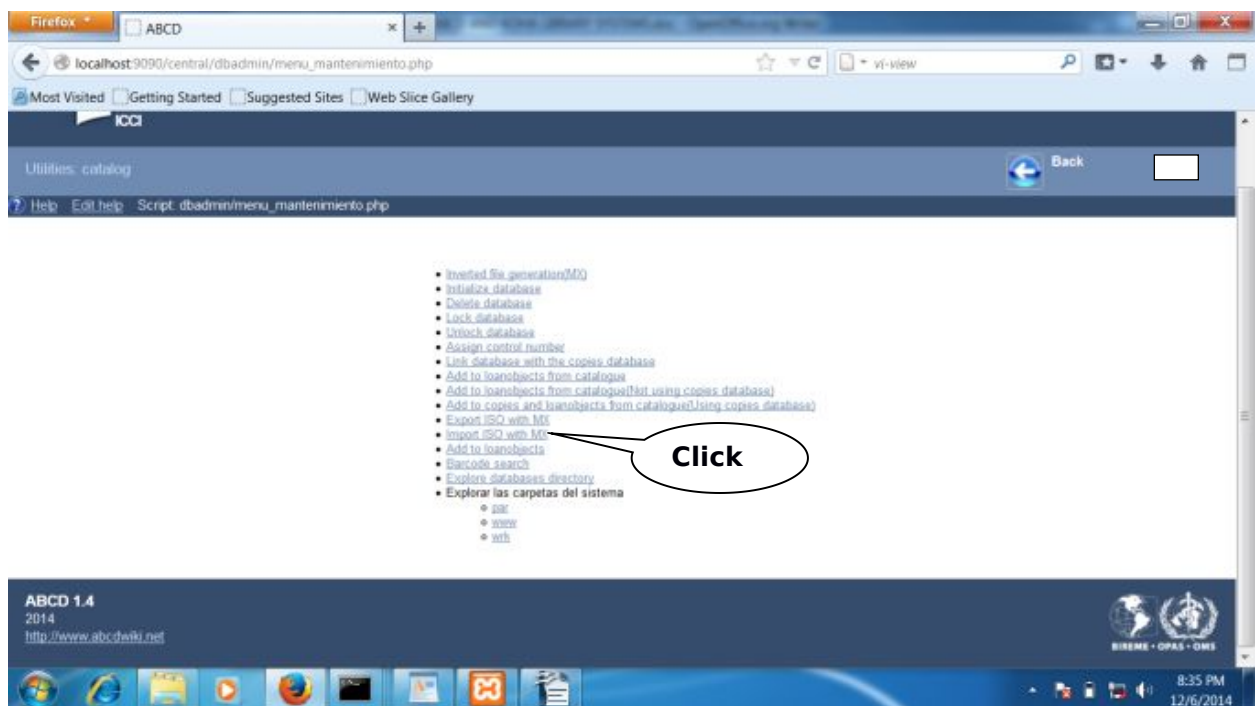 Firefox
ABCD
localhost:9090/central/dbadmin/menu_mantenimiento.php
vi-view
Most Visited Getting Started Suggested Sites Web Slice Gallery
ICCI
Utilities: catalog
Back
Help Edit help Script: dbadmin/menu_mantenimiento.php
Inverted file generation(MX)
Initialize database
Delete database
Lock database
Unlock database
Assign control number
Link database with the copies database
Add to loanobjects from catalogue
Add to loanobjects from catalogue(Not using copies database)
Add to copies and loanobjects from catalogue(Using copies database)
Export ISO with MX
Import ISO with MX
Click
Add to loanobjects
Barcode search
Explore databases directory
Explorar las carpetas del sistema
par
www
wrk
ABCD 1.4
2014
http://www.abcdwiki.net
BIREME • OPAS • OMS
8:35 PM
12/6/2014